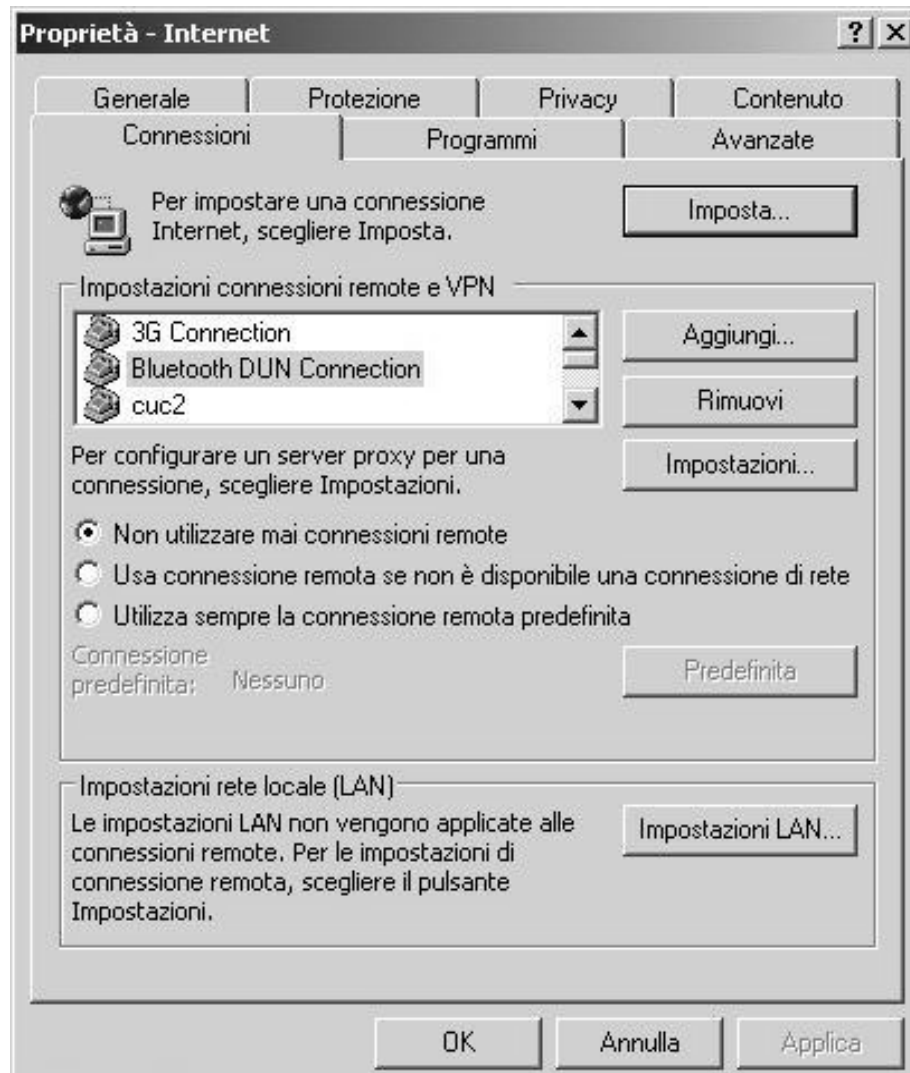 Proprietà - Internet
Generale
Protezione
Privacy
Contenuto
Connessioni
Programmi
Avanzate
Per impostare una connessione
Internet, scegliere Imposta.
Imposta...
Impostazioni connessioni remote e VPN
3G Connection
Bluetooth DUN Connection
cuc2
Aggiungi...
Rimuovi
Per configurare un server proxy per una
connessione, scegliere Impostazioni.
Impostazioni...
Non utilizzare mai connessioni remote
Usa connessione remota se non è disponibile una connessione di rete
Utilizza sempre la connessione remota predefinita
Connessione
predefinita: Nessuno
Predefinita
Impostazioni rete locale (LAN)
Le impostazioni LAN non vengono applicate alle
connessioni remote. Per le impostazioni di
connessione remota, scegliere il pulsante
Impostazioni.
Impostazioni LAN...
OK
Annulla
Applica